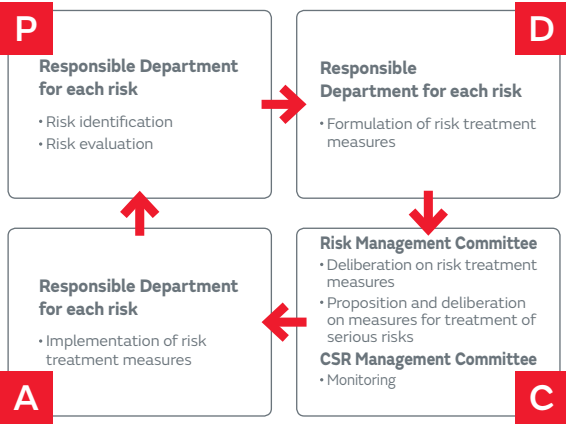 P
Responsible Department
for each risk
• Risk identification
• Risk evaluation
D
Responsible
Department for each risk
• Formulation of risk treatment
measures
Risk Management Committee
• Deliberation on risk treatment
measures
• Proposition and deliberation
on measures for treatment of
serious risks
CSR Management Committee
• Monitoring
C
Responsible Department
for each risk
• Implementation of risk
treatment measures
A